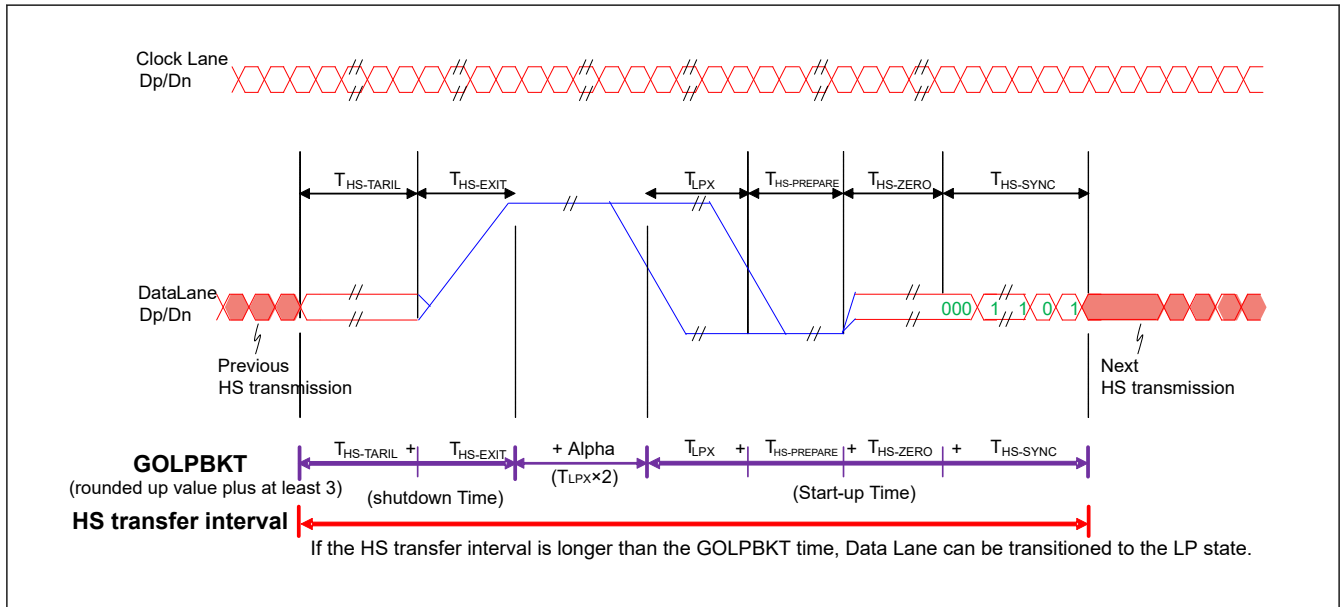 Clock Lane
Dp/Dn
THS-TARIL
THS-EXIT
TLPX
THS-PREPARE
THS-ZERO
THS-SYNC
DataLane
Dp/Dn
000 1 1 0 1
Previous
HS transmission
Next
HS transmission
GOLPBKT
(rounded up value plus at least 3)
THS-TARIL + THS-EXIT + Alpha TLPX + THS-PREPARE + THS-ZERO + THS-SYNC
(TLPX×2)
(shutdown Time)
(Start-up Time)
HS transfer interval
If the HS transfer interval is longer than the GOLPBKT time, Data Lane can be transitioned to the LP state.